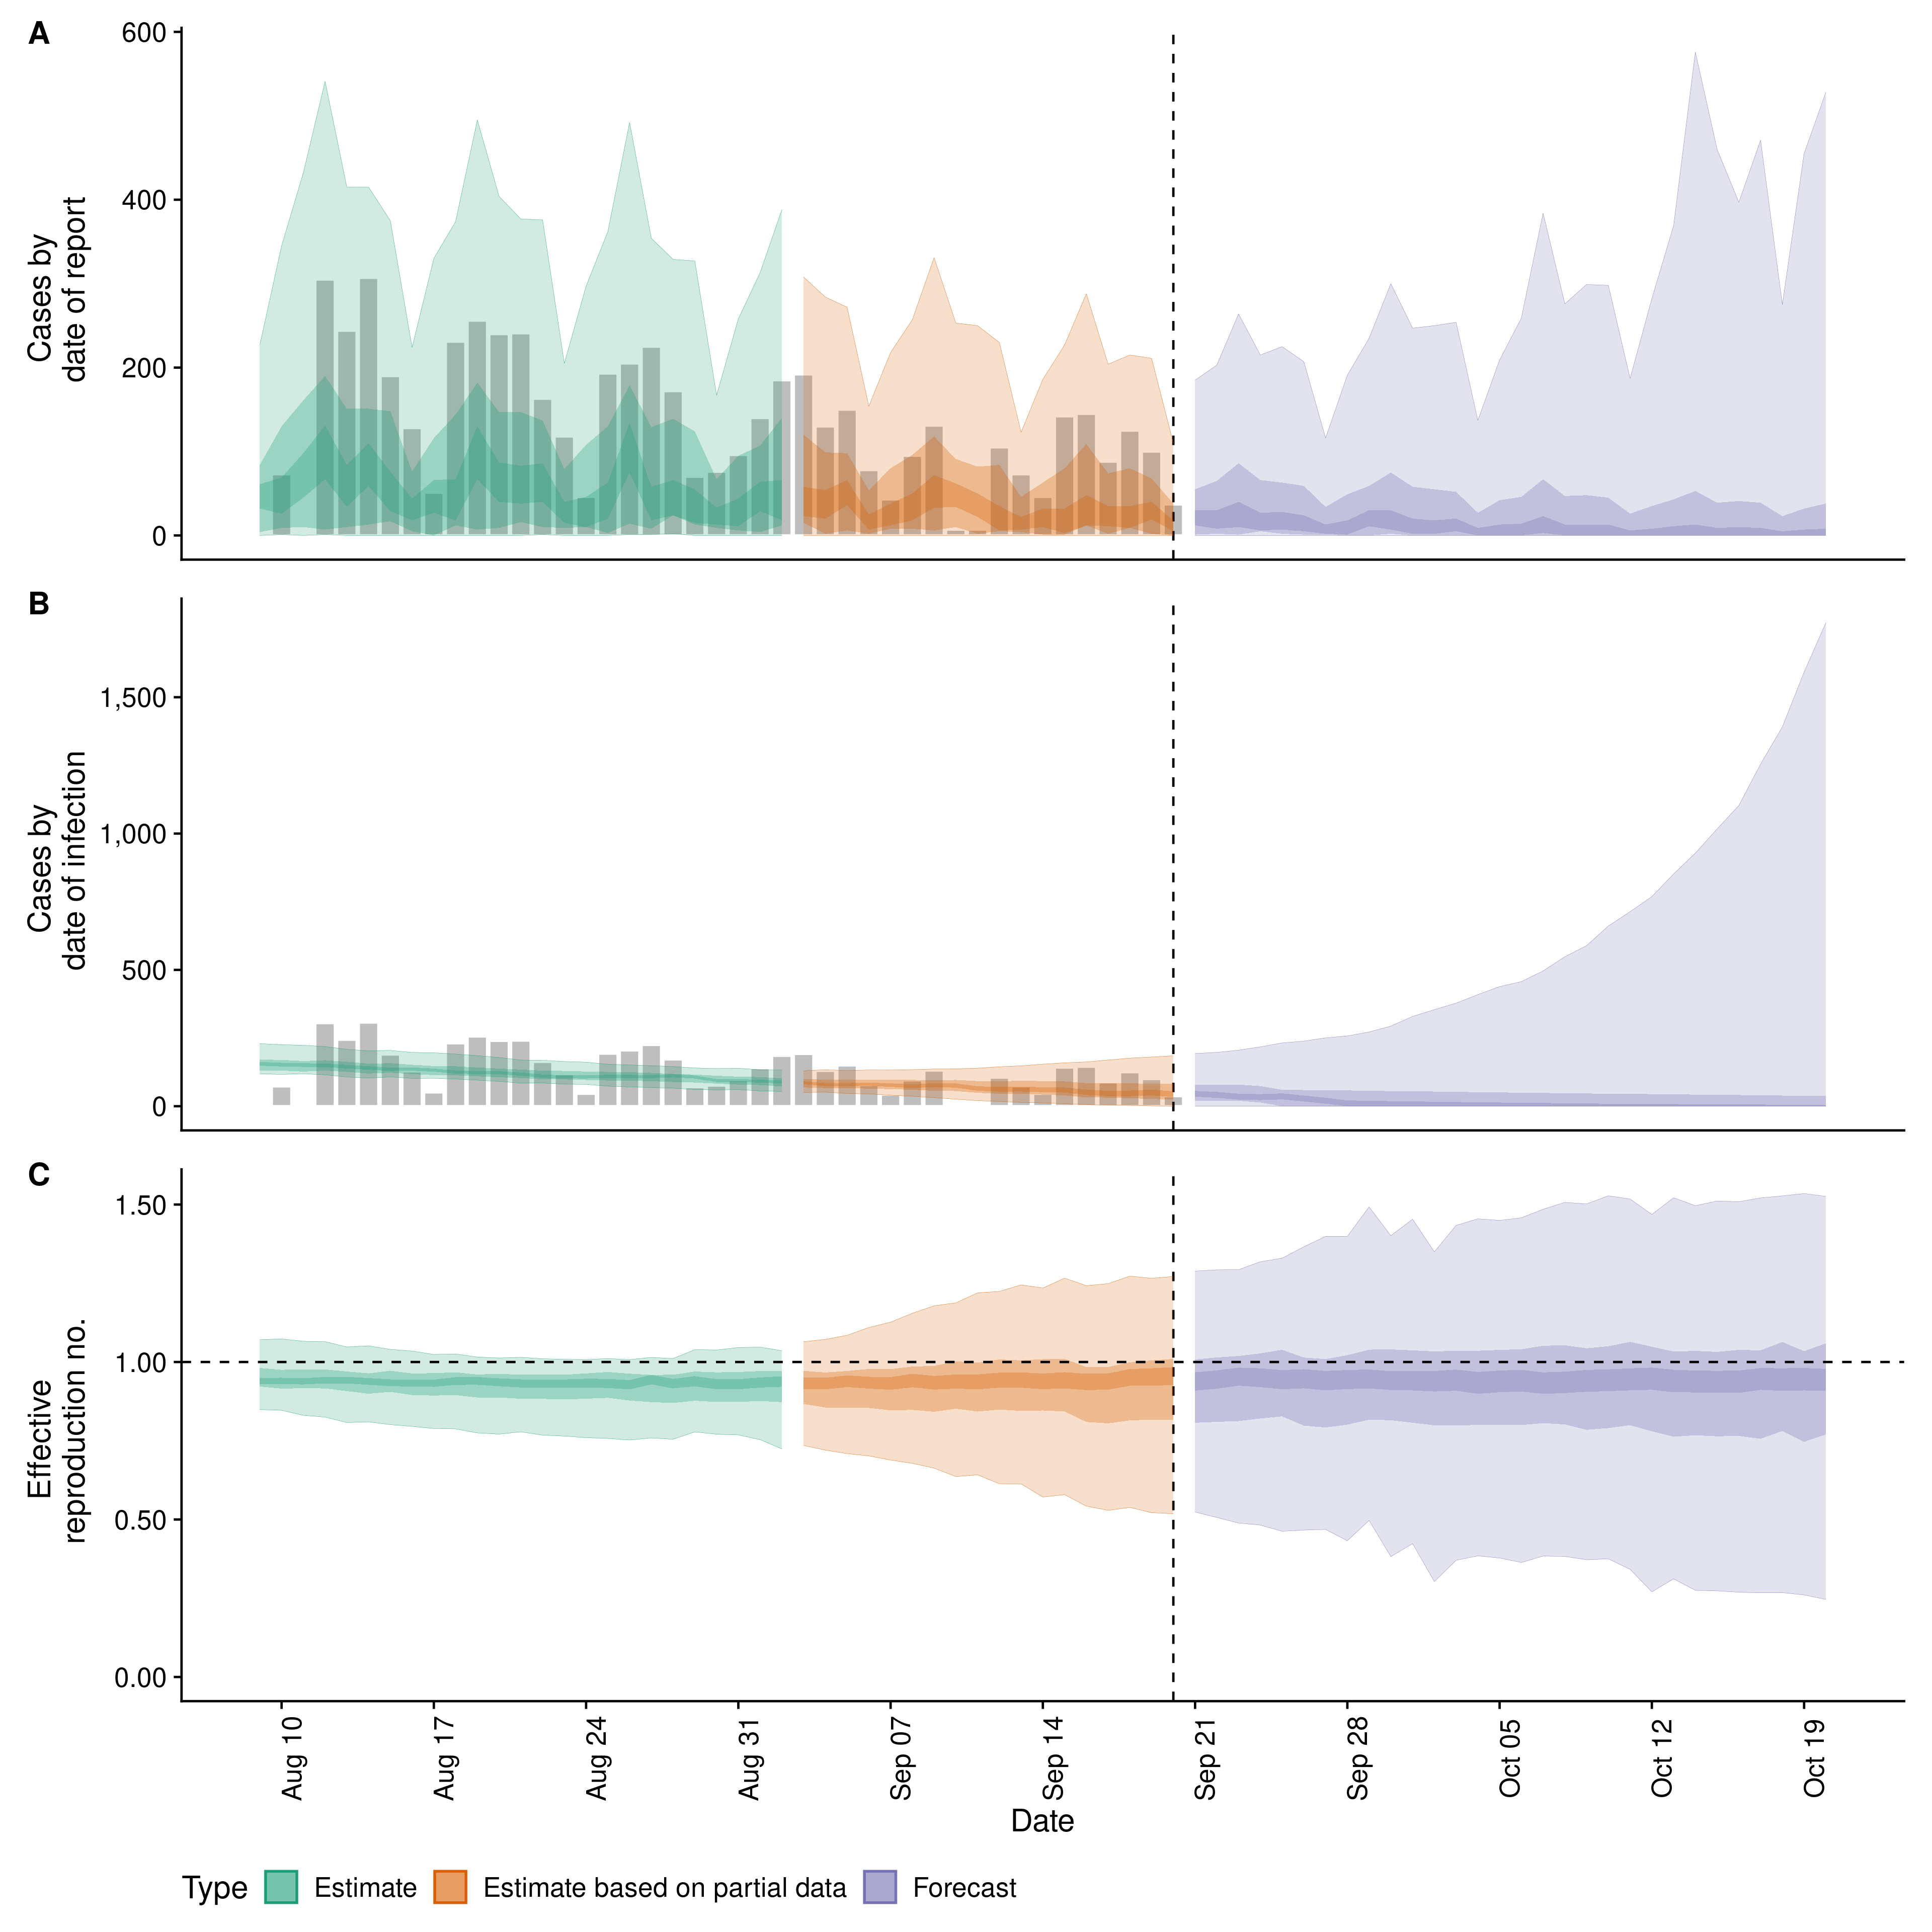 A
600
400
200
0
Cases by
date of report
B
1,500
1,000
500
0
Cases by
date of infection
C
1.50
1.00
0.50
0.00
Effective
reproduction no.
Aug 10
Aug 17
Aug 24
Aug 31
Sep 07
Sep 14
Sep 21
Sep 28
Oct 05
Oct 12
Oct 19
Date
Type Estimate Estimate based on partial data Forecast